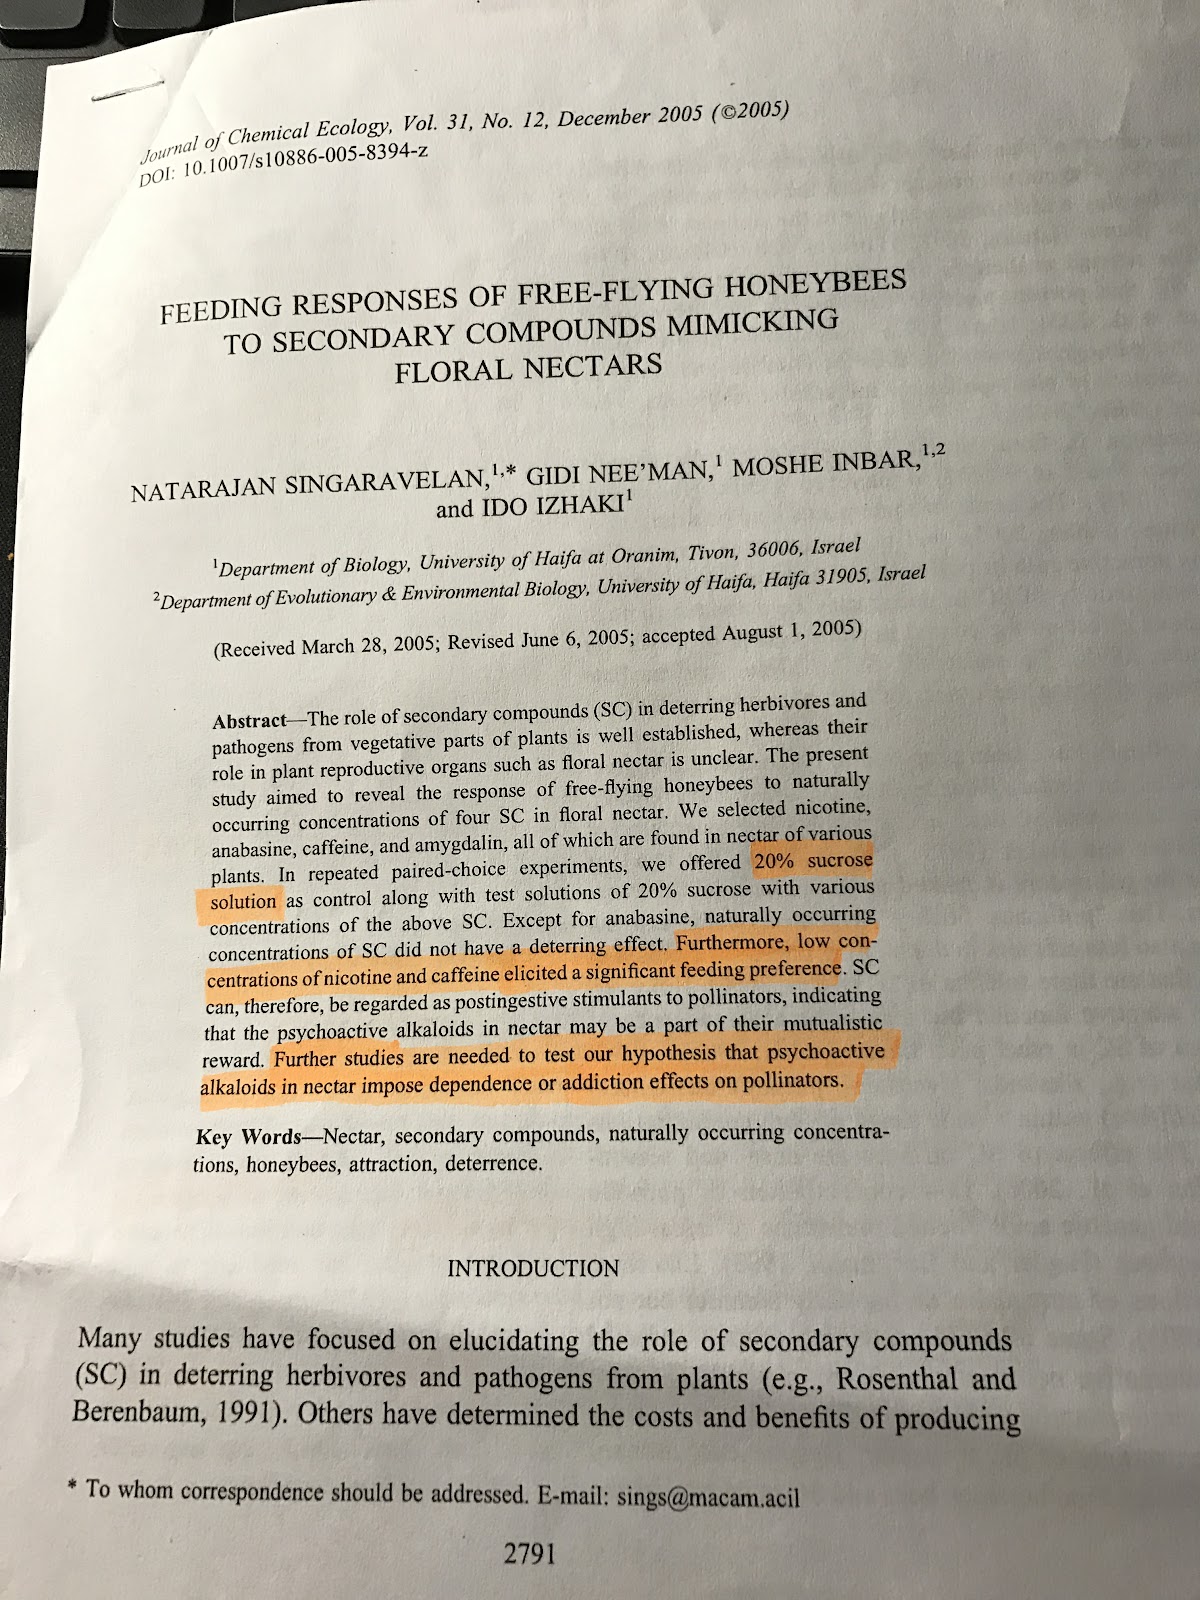 Journal of Chemical Ecology, Vol. 31, No. 12, December 2005 (©2005)
DOI: 10.1007/s10886-005-8394-z
FEEDING RESPONSES OF FREE-FLYING HONEYBEES
TO SECONDARY COMPOUNDS MIMICKING
FLORAL NECTARS
NATARAJAN SINGARAVELAN,1,* GIDI NEE'MAN,1 MOSHE INBAR,1,2
and IDO IZHAKI1
1Department of Biology, University of Haifa at Oranim, Tivon, 36006, Israel
2Department of Evolutionary & Environmental Biology, University of Haifa, Haifa 31905, Israel
(Received March 28, 2005; Revised June 6, 2005; accepted August 1, 2005)
Abstract—The role of secondary compounds (SC) in deterring herbivores and
pathogens from vegetative parts of plants is well established, whereas their
role in plant reproductive organs such as floral nectar is unclear. The present
study aimed to reveal the response of free-flying honeybees to naturally
occurring concentrations of four SC in floral nectar. We selected nicotine,
anabasine, caffeine, and amygdalin, all of which are found in nectar of various
plants. In repeated paired-choice experiments, we offered 20% sucrose
solution as control along with test solutions of 20% sucrose with various
concentrations of the above SC. Except for anabasine, naturally occurring
concentrations of SC did not have a deterring effect. Furthermore, low con-
centrations of nicotine and caffeine elicited a significant feeding preference. SC
can, therefore, be regarded as postingestive stimulants to pollinators, indicating
that the psychoactive alkaloids in nectar may be a part of their mutualistic
reward. Further studies are needed to test our hypothesis that psychoactive
alkaloids in nectar impose dependence or addiction effects on pollinators.
Key Words—Nectar, secondary compounds, naturally occurring concentra-
tions, honeybees, attraction, deterrence.
INTRODUCTION
Many studies have focused on elucidating the role of secondary compounds
(SC) in deterring herbivores and pathogens from plants (e.g., Rosenthal and
Berenbaum, 1991). Others have determined the costs and benefits of producing
* To whom correspondence should be addressed. E-mail: sings@macam.acil
2791